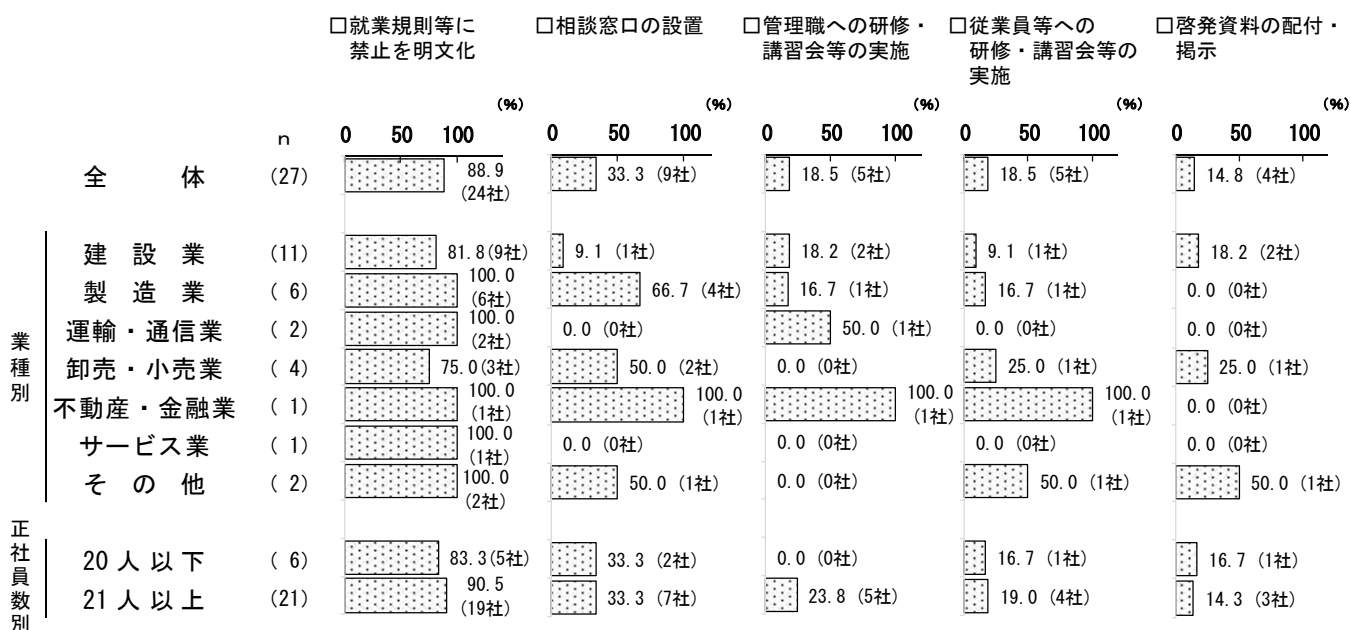 □就業規則等に
禁止を明文化
□相談窓口の設置
□管理職への研修・
講習会等の実施
□従業員等への
研修・講習会等の
実施
□啓発資料の配付・
掲示
(%) (%) (%) (%) (%)
n 0 50 100 0 50 100 0 50 100 0 50 100 0 50 100
全体 (27) 88.9 (24社) 33.3 (9社) 18.5 (5社) 18.5 (5社) 14.8 (4社)
業種別
建設業 (11) 81.8(9社) 9.1 (1社) 18.2 (2社) 9.1 (1社) 18.2 (2社)
製造業 ( 6) 100.0 (6社) 66.7 (4社) 16.7 (1社) 16.7 (1社) 0.0 (0社)
運輸・通信業 ( 2) 100.0 (2社) 0.0 (0社) 50.0 (1社) 0.0 (0社) 0.0 (0社)
卸売・小売業 ( 4) 75.0(3社) 50.0 (2社) 0.0 (0社) 25.0 (1社) 25.0 (1社)
不動産・金融業 ( 1) 100.0 (1社) 100.0 (1社) 100.0 (1社) 100.0 (1社) 0.0 (0社)
サービス業 ( 1) 100.0 (1社) 0.0 (0社) 0.0 (0社) 0.0 (0社) 0.0 (0社)
その他 ( 2) 100.0 (2社) 50.0 (1社) 0.0 (0社) 50.0 (1社) 50.0 (1社)
正社員数別
20人以下 ( 6) 83.3(5社) 33.3 (2社) 0.0 (0社) 16.7 (1社) 16.7 (1社)
21人以上 (21) 90.5 (19社) 33.3 (7社) 23.8 (5社) 19.0 (4社) 14.3 (3社)